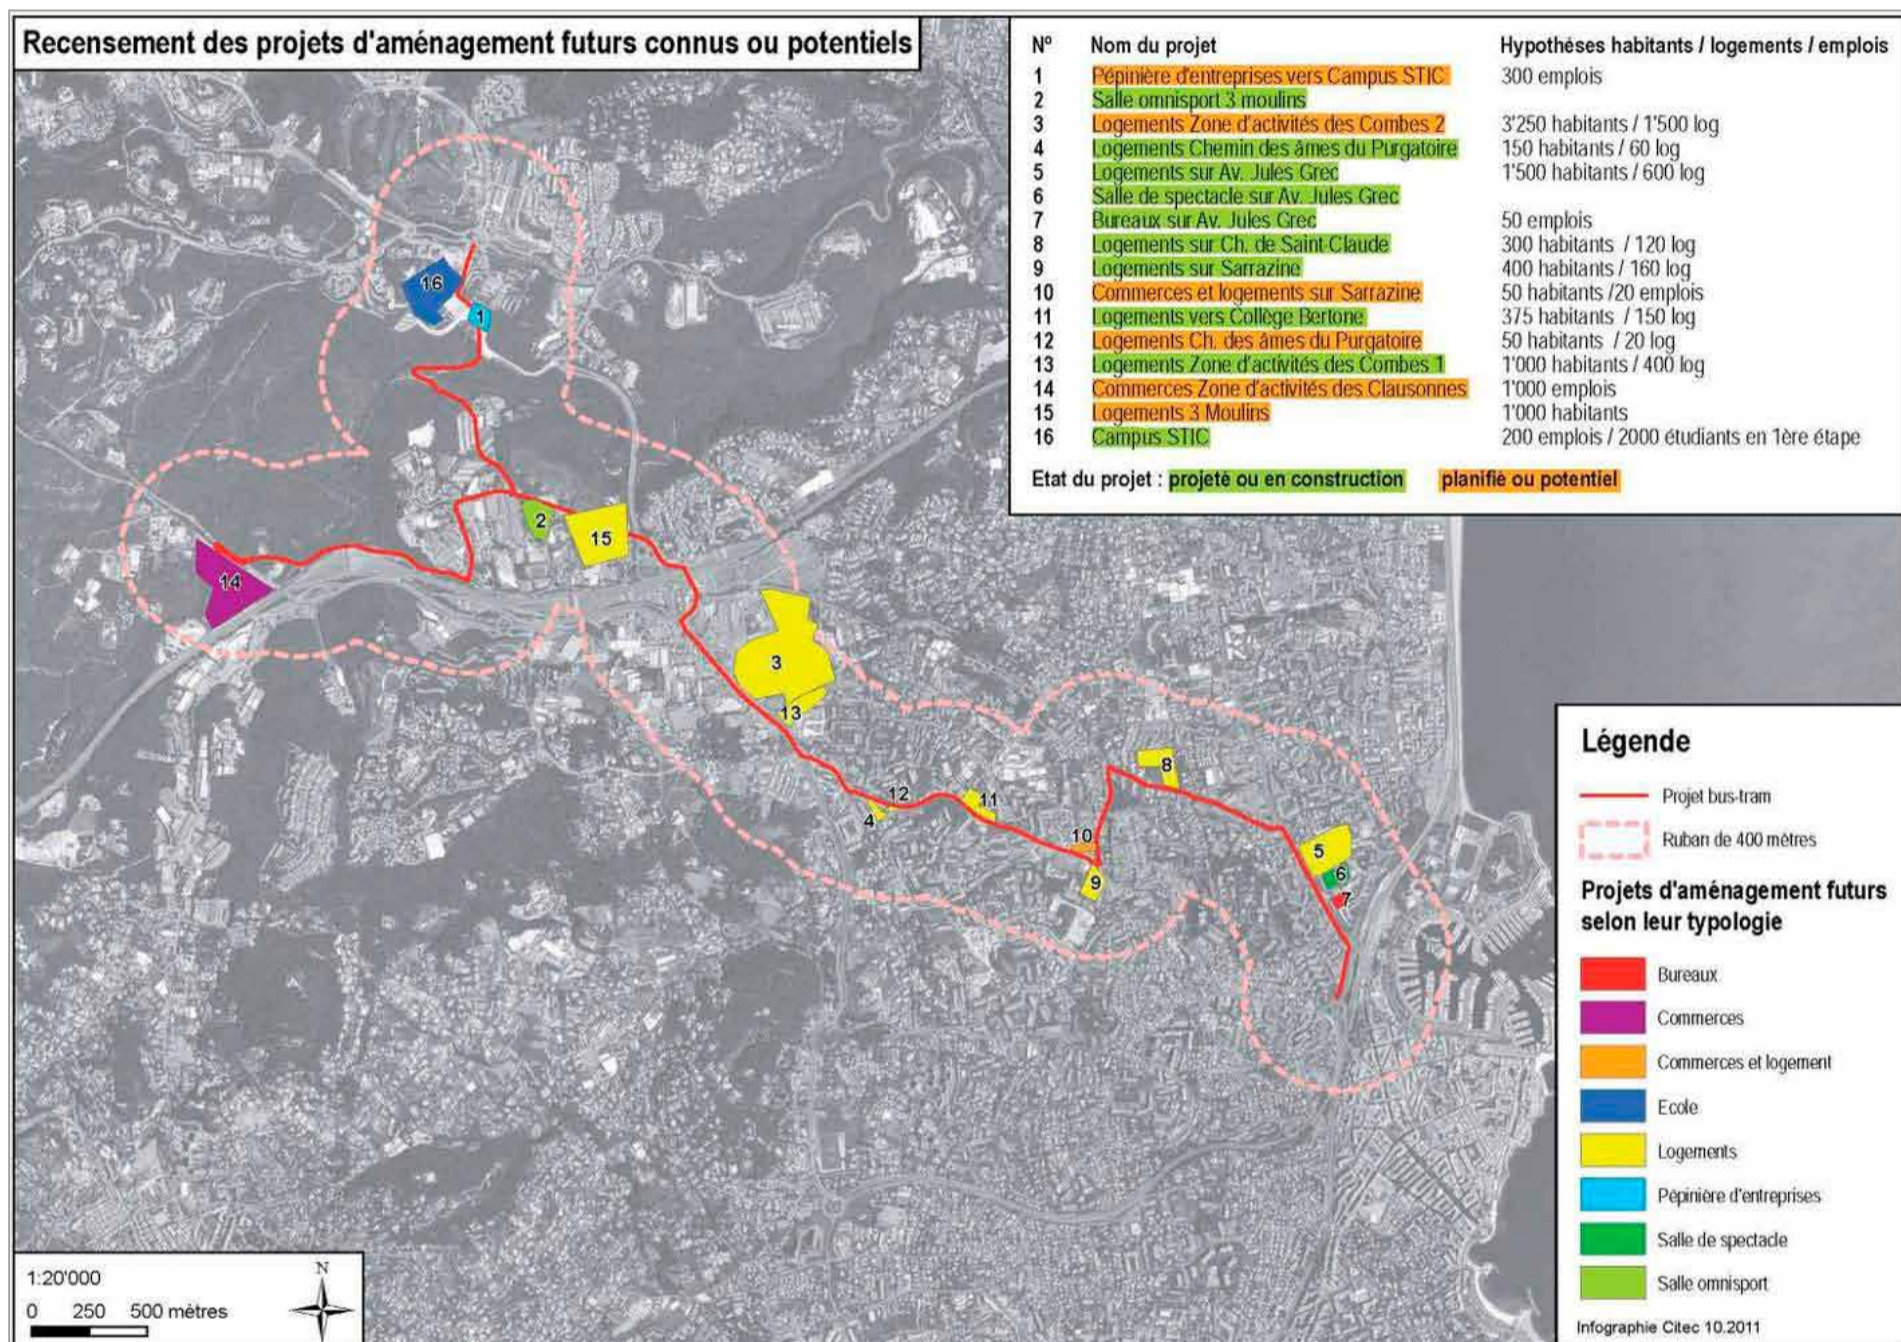 Recensement des projets d'aménagement futurs connus ou potentiels
Nº Nom du projet Hypothéses habitants / logements / emplois
1 Pépinière d'entreprises vers Campus STIC 300 emplois
2 Salle omnisport 3 moulins
3 Logements Zone d'activités des Combes 2 3'250 habitants / 1'500 log
4 Logements Chemin des âmes du Purgatoire 150 habitants / 60 log
5 Logements sur Av. Jules Grec 1'500 habitants / 600 log
6 Salle de spectacle sur Av. Jules Grec
7 Bureaux sur Av. Jules Grec 50 emplois
8 Logements sur Ch. de Saint-Claude 300 habitants / 120 log
9 Logements sur Sarrazine 400 habitants / 160 log
10 Commerces et logements sur Sarrazine 50 habitants /20 emplois
11 Logements vers Collège Bertone 375 habitants / 150 log
12 Logements Ch. des âmes du Purgatoire 50 habitants / 20 log
13 Logements Zone d'activités des Combes 1 1'000 habitants / 400 log
14 Commerces Zone d'activités des Clausonnes 1'000 emplois
15 Logements 3 Moulins 1'000 habitants
16 Campus STIC 200 emplois / 2000 étudiants en 1ère étape
Etat du projet : projeté ou en construction planifié ou potentiel
16
1
2
15
14
3
13
12
4
11
10
9
8
5
6
7
Légende
Projet bus-tram
Ruban de 400 mètres
Projets d'aménagement futurs
selon leur typologie
Bureaux
Commerces
Commerces et logement
Ecole
Logements
Pépinière d'entreprises
Salle de spectacle
Salle omnisport
Infographie Citec 10.2011
1:20'000
0 250 500 mètres
N